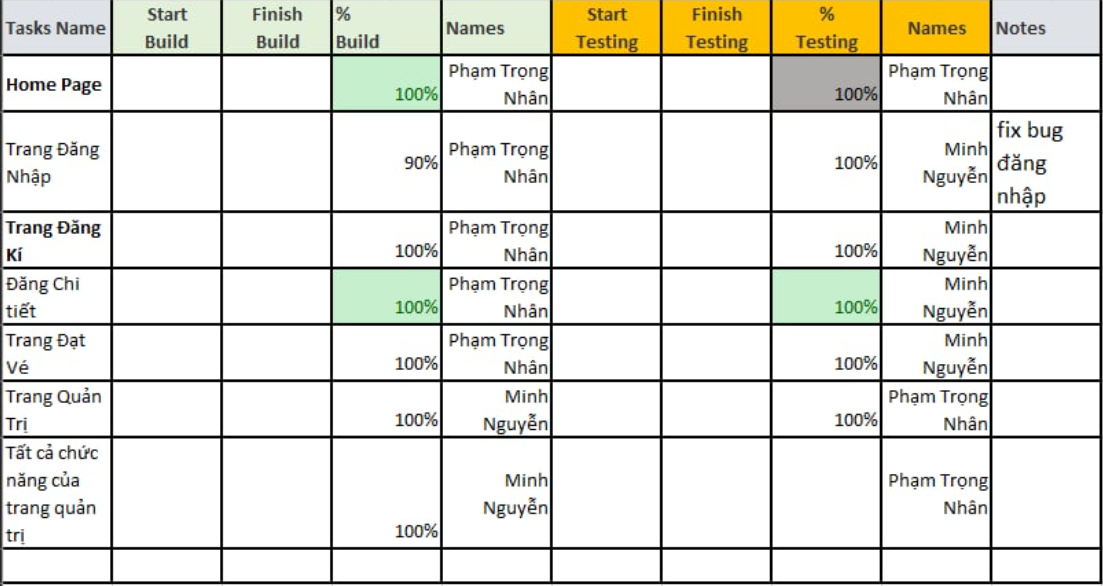 Tasks Name Start Build Finish Build % Build Names Start Testing Finish Testing % Testing Names Notes
Home Page 100% Phạm Trọng Nhân 100% Phạm Trọng Nhân
Trang Đăng Nhập 90% Phạm Trọng Nhân 100% Minh Nguyễn fix bug đăng nhập
Trang Đăng Kí 100% Phạm Trọng Nhân 100% Minh Nguyễn
Đăng Chi tiết 100% Phạm Trọng Nhân 100% Minh Nguyễn
Trang Đạt Vé 100% Phạm Trọng Nhân 100% Minh Nguyễn
Trang Quản Trị 100% Minh Nguyễn 100% Phạm Trọng Nhân
Tất cả chức năng của trang quản trị 100% Minh Nguyễn Phạm Trọng Nhân